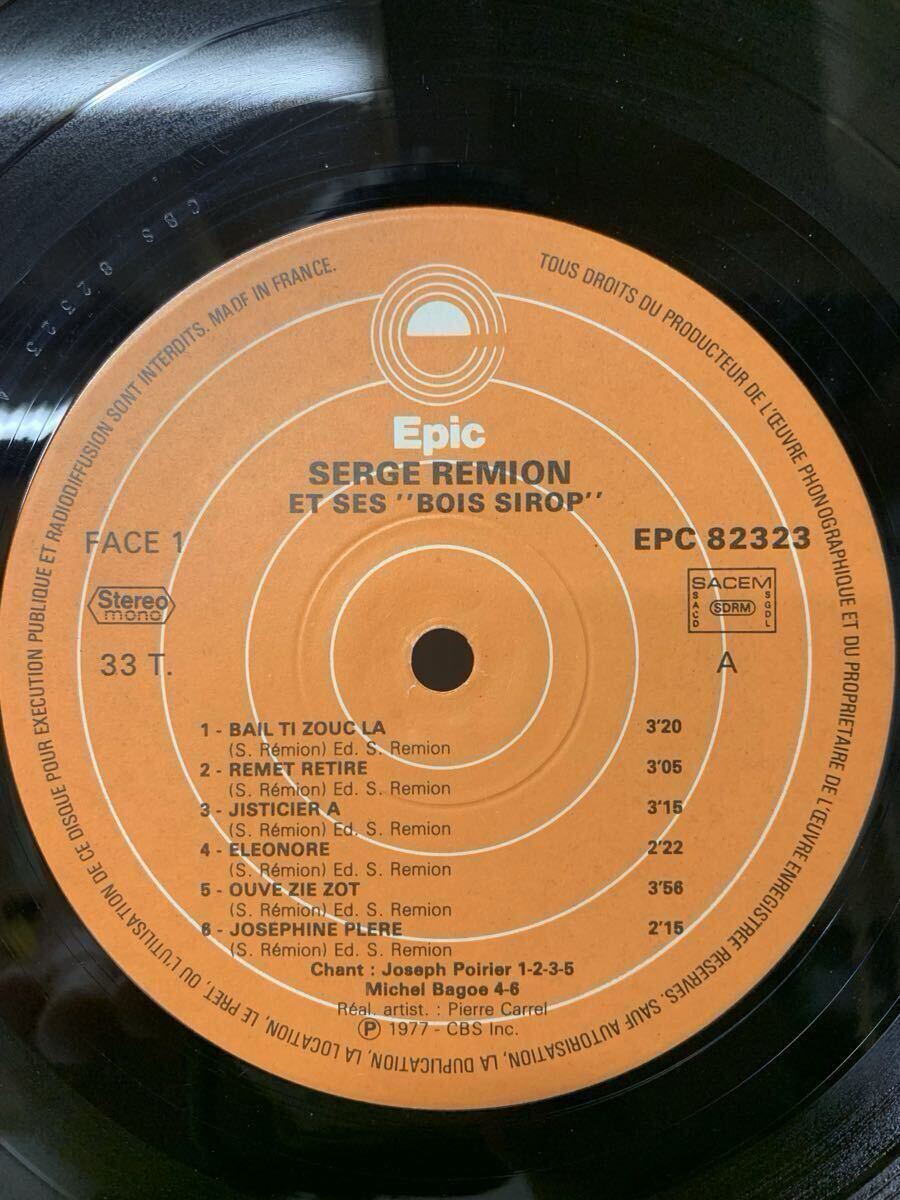 CBS 82323 A
TOUS DROITS DU PRODUCTEUR DE L'ŒUVRE PHONOGRAPHIQUE ET DU PROPRIETAIRE DE L'ŒUVRE ENREGISTREE RESERVES. SAUF AUTORISATION, LA DUPLICATION, LA LOCATION, LE PRET, OU L'UTILISATION DE CE DISQUE POUR EXECUTION PUBLIQUE ET RADIODIFFUSION SONT INTERDITS. MADE IN FRANCE.
Epic
SERGE REMION
ET SES "BOIS SIROP"
FACE 1
EPC 82323
Stereo
mono
SACEM
SACD
SDRM
SGDL
33 T.
A
1 - BAIL TI ZOUC LA 3'20
(S. Rémion) Ed. S. Remion
2 - REMET RETIRE 3'05
(S. Rémion) Ed. S. Remion
3 - JISTICIER A 3'15
(S. Rémion) Ed. S. Remion
4 - ELEONORE 2'22
(S. Rémion) Ed. S. Remion
5 - OUVE ZIE ZOT 3'56
(S. Rémion) Ed. S. Remion
6 - JOSEPHINE PLERE 2'15
(S. Rémion) Ed. S. Remion
Chant : Joseph Poirier 1-2-3-5
Michel Bagoe 4-6
Réal. artist. : Pierre Carrel
Ⓟ 1977 - CBS Inc.